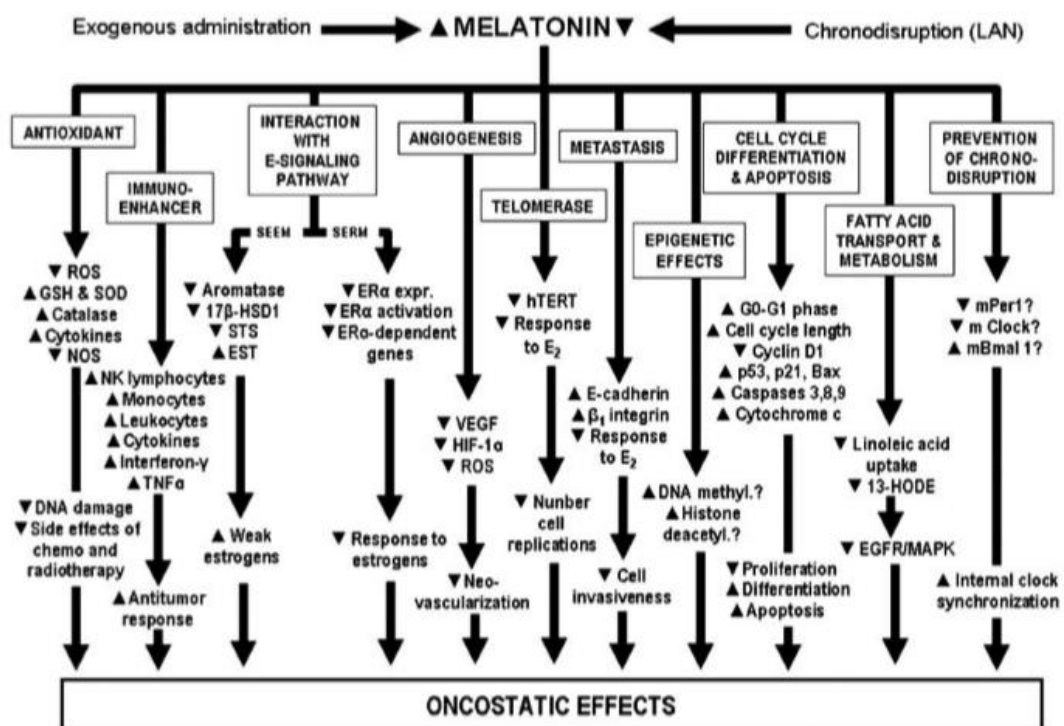 Exogenous administration
▲MELATONIN▼
Chronodisruption (LAN)
ANTIOXIDANT
▼ROS
▲GSH & SOD
▲Catalase
▲Cytokines
▼NOS
▼DNA damage
▼Side effects of
chemo and
radiotherapy
IMMUNO-
ENHANCER
▲NK lymphocytes
▲Monocytes
▲Leukocytes
▲Cytokines
▲Interferon-γ
▲TNFα
▲Antitumor
response
INTERACTION
WITH
E-SIGNALING
PATHWAY
SEEM
SERM
▼Aromatase
▼17β-HSD1
▼STS
▲EST
▲Weak
estrogens
▼ERα expr.
▼ERα activation
▼ERα-dependent
genes
▼Response to
estrogens
ANGIOGENESIS
▼VEGF
▼HIF-1α
▼ROS
▼Neo-
vascularization
TELOMERASE
▼hTERT
▼Response
to E₂
▼Nunber
cell
replications
METASTASIS
▲E-cadherin
▲β₁ integrin
▼Response
to E₂
▼Cell
invasiveness
EPIGENETIC
EFFECTS
▲DNA methyl.?
▲Histone
deacetyl.?
CELL CYCLE
DIFFERENTIATION
& APOPTOSIS
▲G0-G1 phase
▲Cell cycle length
▼Cyclin D1
▲p53, p21, Bax
▲Caspases 3,8,9
▲Cytochrome c
▼Proliferation
▲Differentiation
▲Apoptosis
FATTY ACID
TRANSPORT &
METABOLISM
▼Linoleic acid
uptake
▼13-HODE
▼EGFR/MAPK
PREVENTION
OF CHRONO-
DISRUPTION
▼mPer1?
▼m Clock?
▲mBmal 1?
▲Internal clock
synchronization
ONCOSTATIC EFFECTS